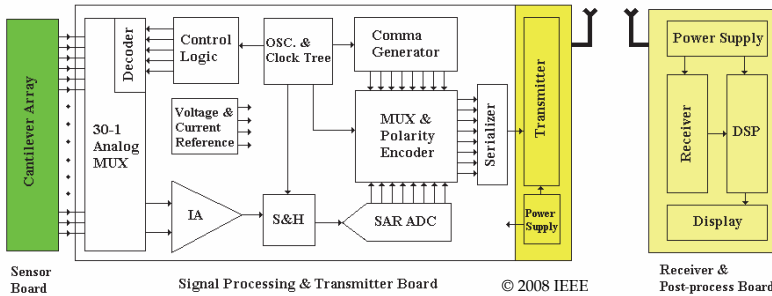 Cantilever Array
Sensor
Board
Decoder
30-1
Analog
MUX
Control
Logic
OSC. &
Clock Tree
Comma
Generator
Voltage &
Current
Reference
MUX &
Polarity
Encoder
Serializer
IA
S&H
SAR ADC
Transmitter
Power
Supply
Signal Processing & Transmitter Board
© 2008 IEEE
Power Supply
Receiver
DSP
Display
Receiver &
Post-process Board